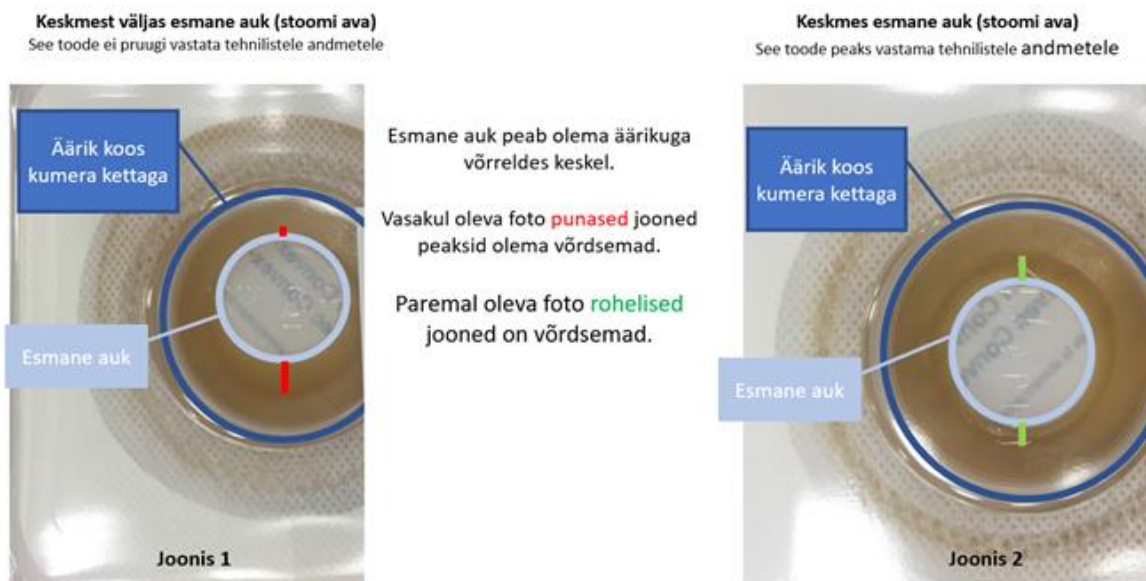 Keskmest väljas esmane auk (stoomi ava)
See toode ei pruugi vastata tehnilistele andmetele
Äärik koos
kumera kettaga
Esmane auk
Joonis 1
Esmane auk peab olema äärikuga
võrreldes keskel.
Vasakul oleva foto punased jooned
peaksid olema võrdsemad.
Paremal oleva foto rohelised
jooned on võrdsemad.
Keskmes esmane auk (stoomi ava)
See toode peaks vastama tehnilistele andmetele
Äärik koos
kumera kettaga
Esmane auk
Joonis 2